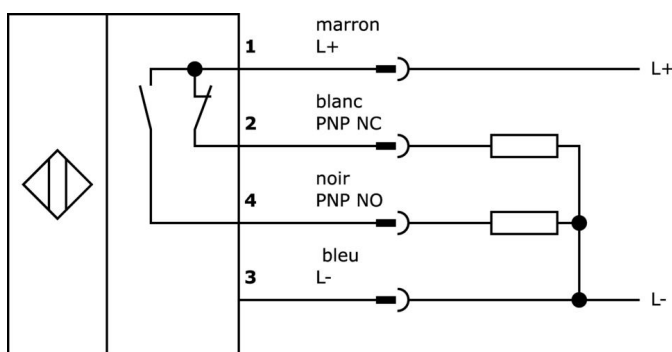 marron
1 L+ L+
blanc
2 PNP NC
noir
4 PNP NO
bleu
3 L- L-